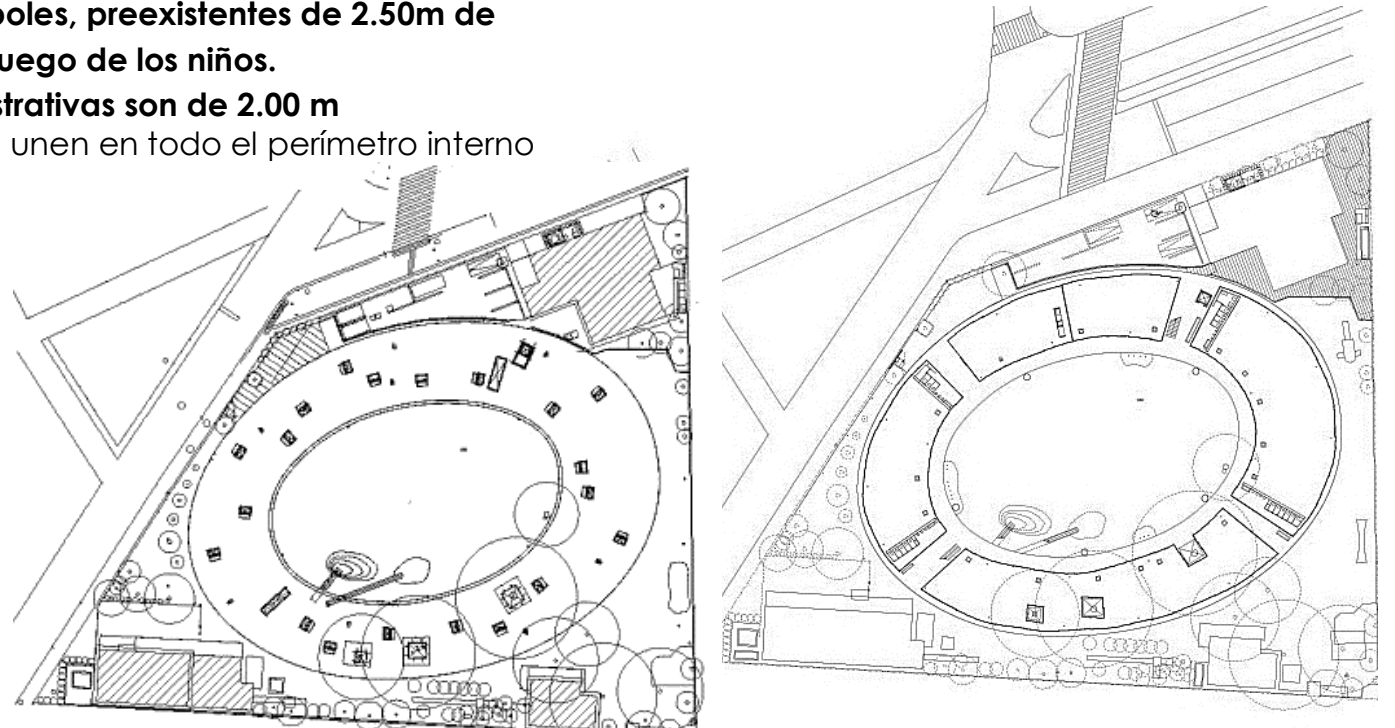 boles, preexistentes de 2.50m de
uego de los niños.
strativas son de 2.00 m
unen en todo el perímetro interno